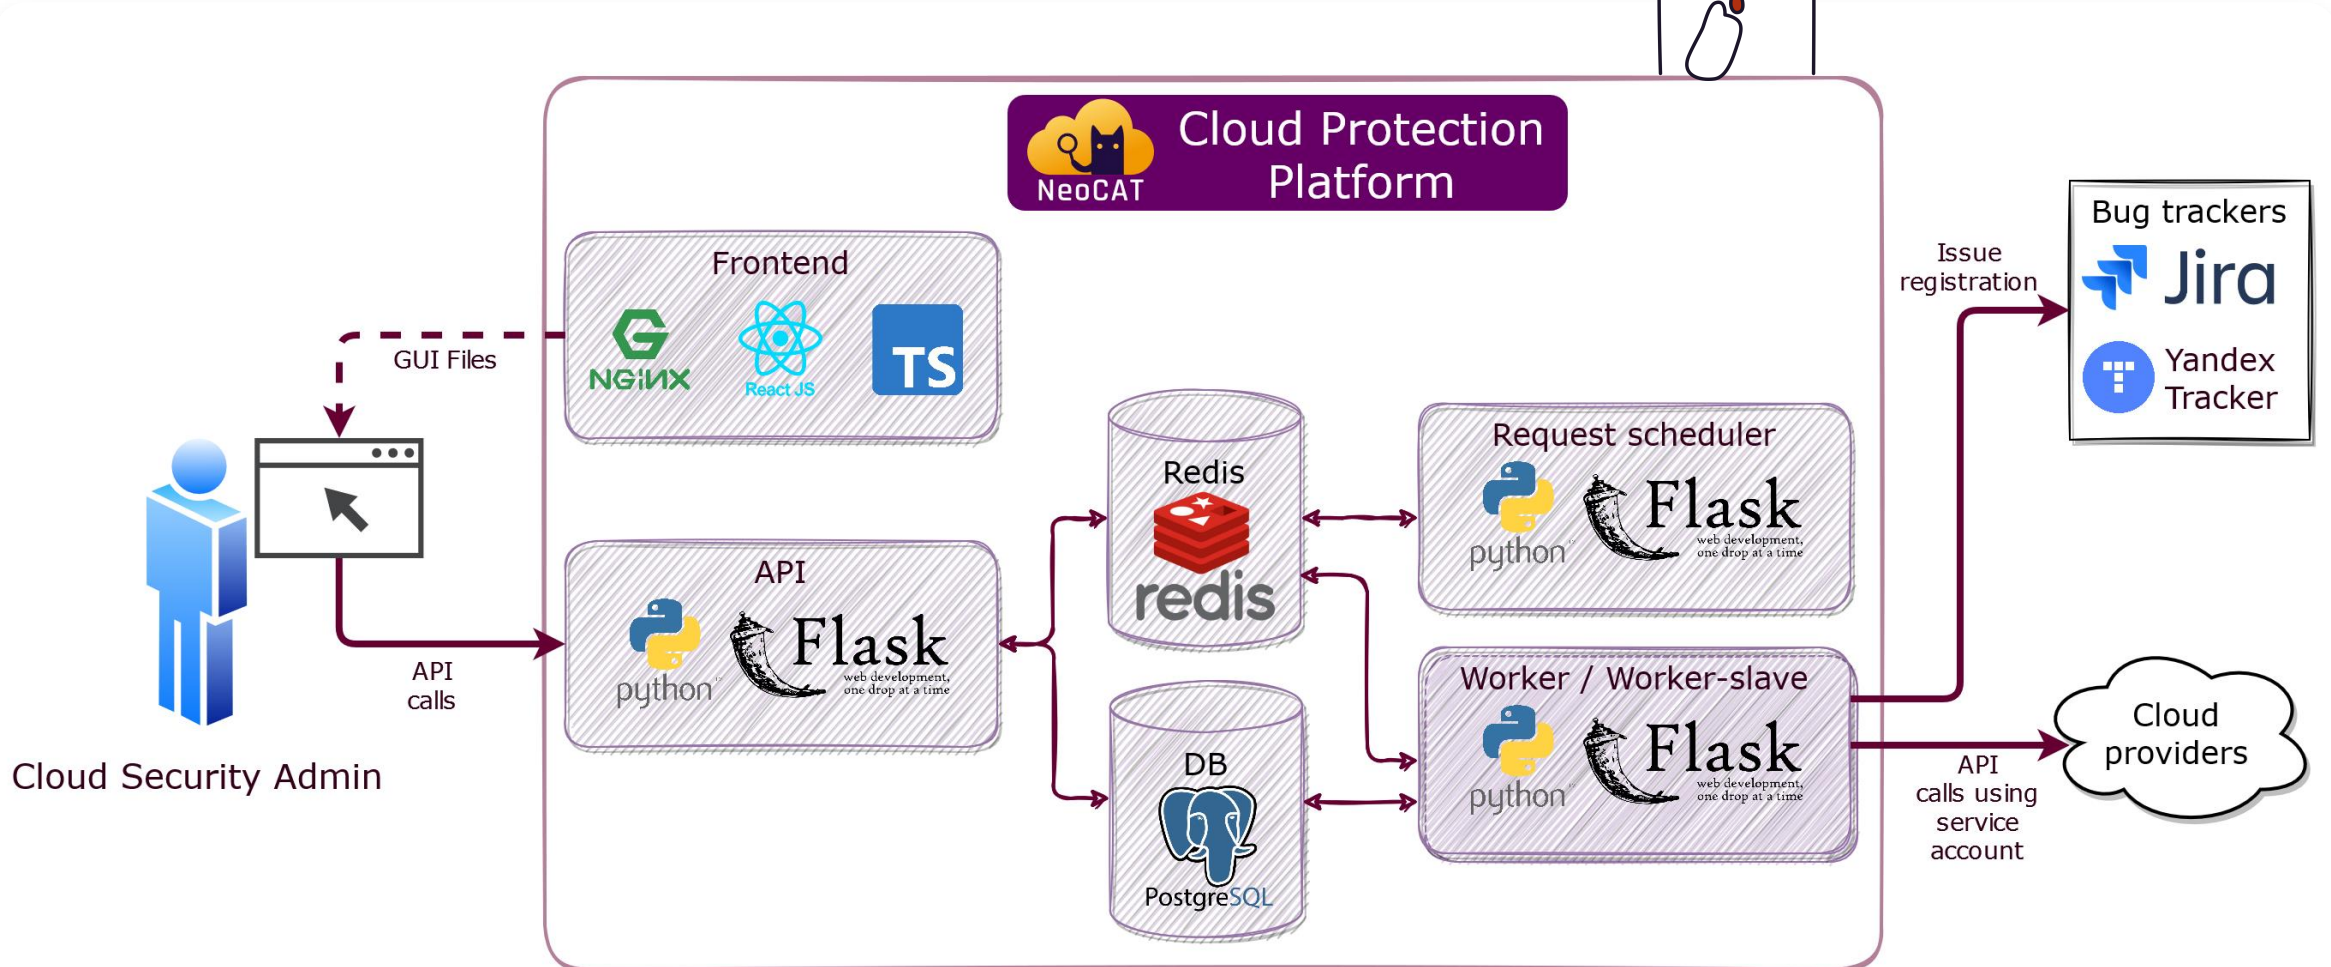 Cloud Protection
Platform
NeoCAT
Frontend
NGiNX
React JS
TS
GUI Files
Cloud Security Admin
API
calls
API
python
Flask
web development,
one drop at a time
Redis
redis
DB
PostgreSQL
Request scheduler
python
Flask
web development,
one drop at a time
Worker / Worker-slave
python
Flask
web development,
one drop at a time
Issue
registration
Bug trackers
Jira
Yandex
Tracker
Cloud
providers
API
calls using
service
account